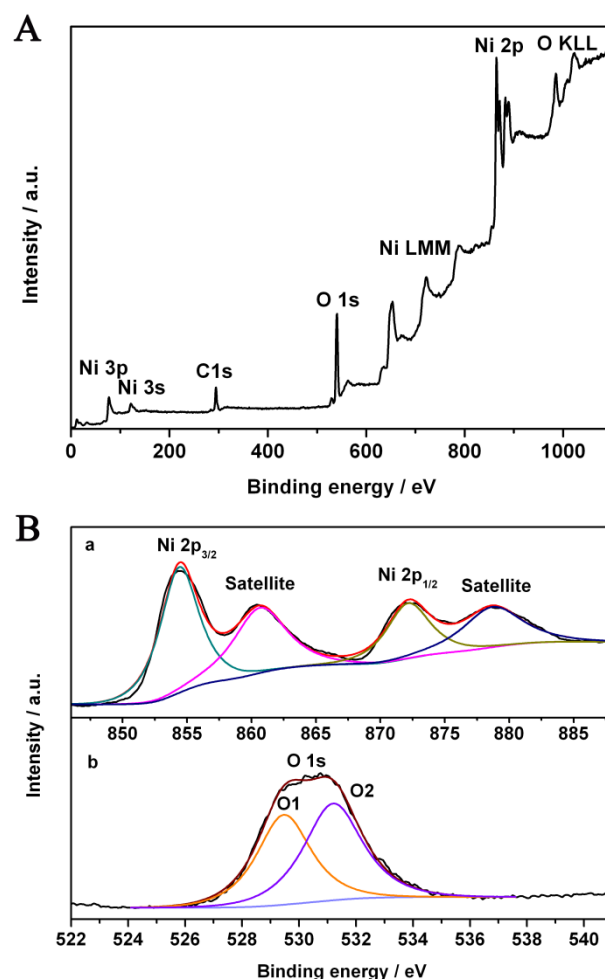 A
Ni 2p
O KLL
Ni LMM
O 1s
C1s
Ni 3p
Ni 3s
Intensity / a.u.
0 200 400 600 800 1000
Binding energy / eV
B
a
Ni 2p3/2
Satellite
Ni 2p1/2
Satellite
850 855 860 865 870 875 880 885
Intensity / a.u.
b
O 1s
O1
O2
522 524 526 528 530 532 534 536 538 540
Binding energy / eV